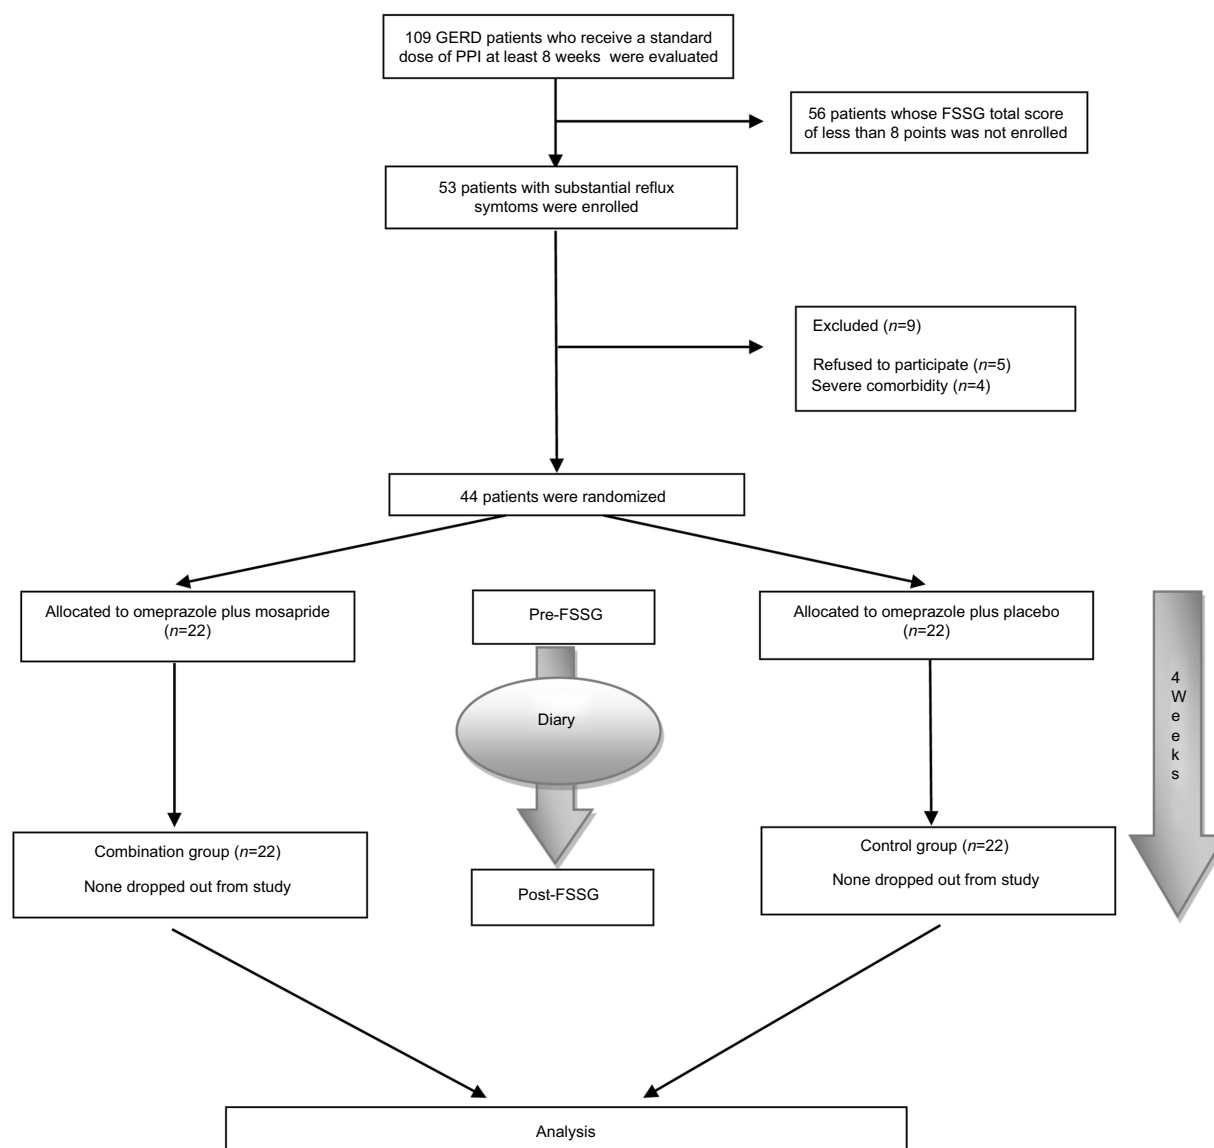 109 GERD patients who receive a standard
dose of PPI at least 8 weeks were evaluated
56 patients whose FSSG total score
of less than 8 points was not enrolled
53 patients with substantial reflux
symtoms were enrolled
Excluded (n=9)
Refused to participate (n=5)
Severe comorbidity (n=4)
44 patients were randomized
Allocated to omeprazole plus mosapride
(n=22)
Pre-FSSG
Allocated to omeprazole plus placebo
(n=22)
Diary
4
W
e
e
k
s
Combination group (n=22)
None dropped out from study
Post-FSSG
Control group (n=22)
None dropped out from study
Analysis